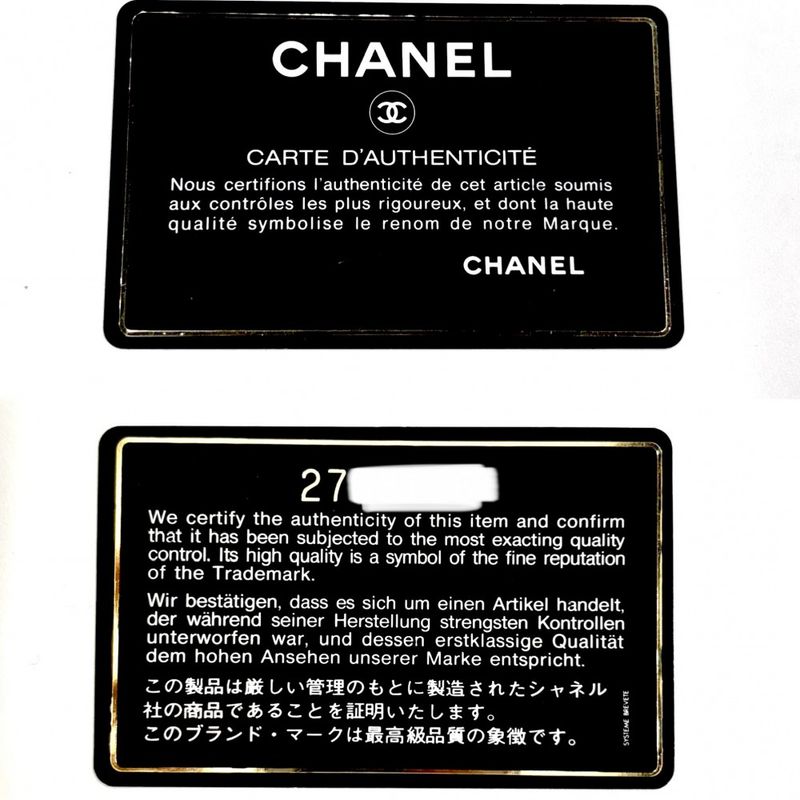 CHANEL
CARTE D'AUTHENTICITÉ
Nous certifions l'authenticité de cet article soumis
aux contrôles les plus rigoureux, et dont la haute
qualité symbolise le renom de notre Marque.
CHANEL
27
We certify the authenticity of this item and confirm
that it has been subjected to the most exacting quality
control. Its high quality is a symbol of the fine reputation
of the Trademark.
Wir bestätigen, dass es sich um einen Artikel handelt,
der während seiner Herstellung strengsten Kontrollen
unterworfen war, und dessen erstklassige Qualität
dem hohen Ansehen unserer Marke entspricht.
この製品は厳しい管理のもとに製造されたシャネル
社の商品であることを証明いたします。
このブランド・マークは最高級品質の象徴です。
SYSTEME BREVETE